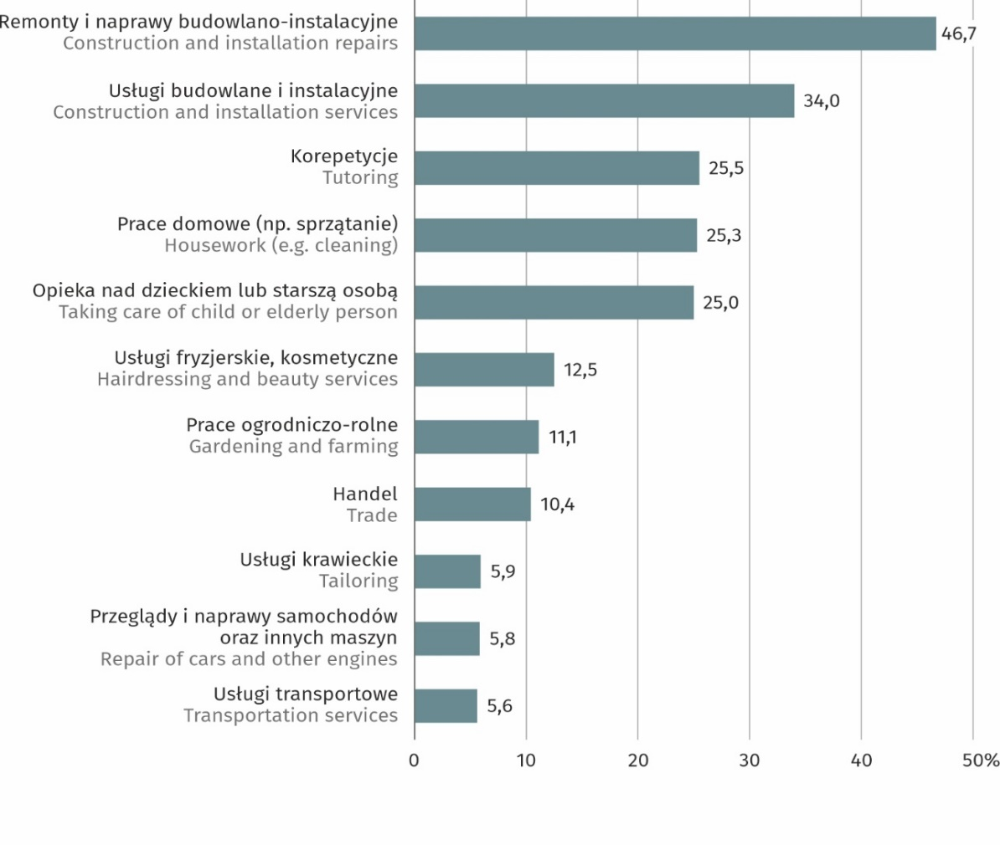 Remonty i naprawy budowlano-instalacyjne
Construction and installation repairs
46,7
Usługi budowlane i instalacyjne
Construction and installation services
34,0
Korepetycje
Tutoring
25,5
Prace domowe (np. sprzątanie)
Housework (e.g. cleaning)
25,3
Opieka nad dzieckiem lub starszą osobą
Taking care of child or elderly person
25,0
Usługi fryzjerskie, kosmetyczne
Hairdressing and beauty services
12,5
Prace ogrodniczo-rolne
Gardening and farming
11,1
Handel
Trade
10,4
Usługi krawieckie
Tailoring
5,9
Przeglądy i naprawy samochodów
oraz innych maszyn
Repair of cars and other engines
5,8
Usługi transportowe
Transportation services
5,6
0 10 20 30 40 50%